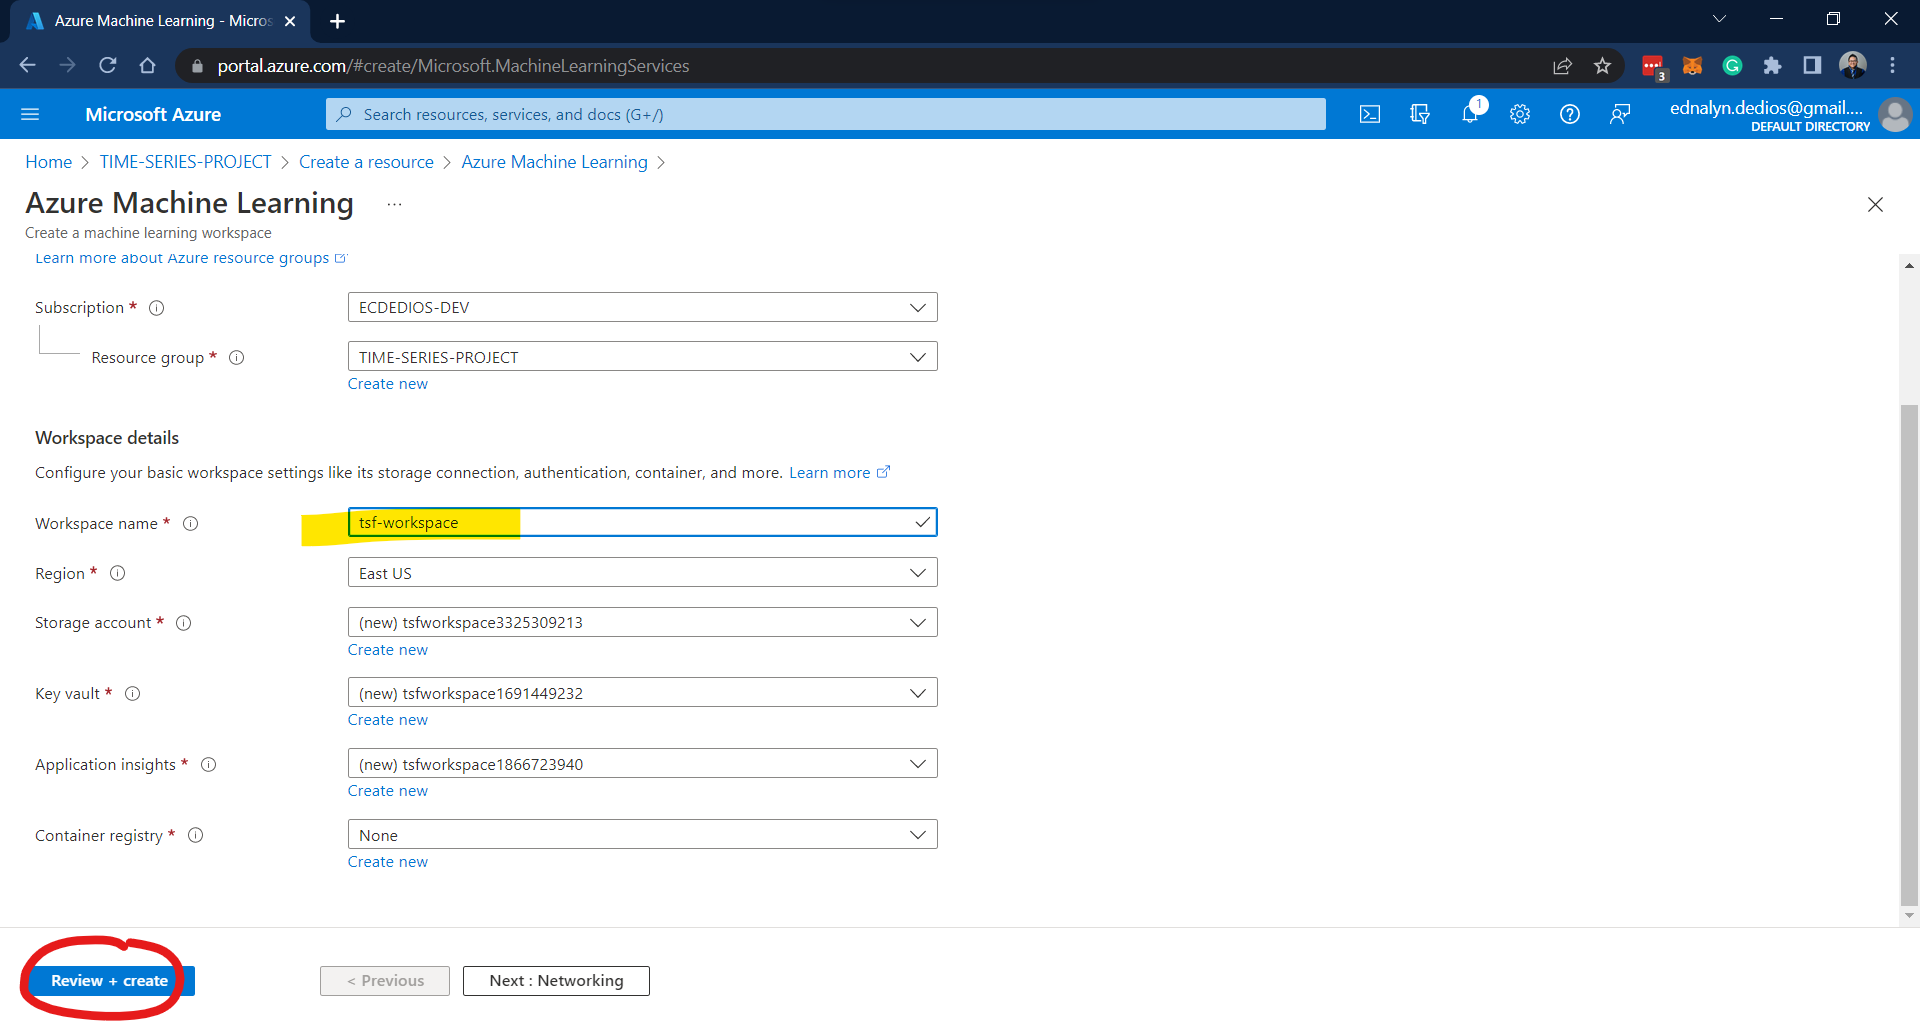 Azure Machine Learning - Micros
portal.azure.com/#create/Microsoft.MachineLearningServices
3
Microsoft Azure
Search resources, services, and docs (G+/)
1
ednalyn.dedios@gmail....
DEFAULT DIRECTORY
Home > TIME-SERIES-PROJECT > Create a resource > Azure Machine Learning >
Azure Machine Learning ...
Create a machine learning workspace
Learn more about Azure resource groups
Subscription *
ECDEDIOS-DEV
Resource group *
TIME-SERIES-PROJECT
Create new
Workspace details
Configure your basic workspace settings like its storage connection, authentication, container, and more. Learn more
Workspace name *
tsf-workspace
Region *
East US
Storage account *
(new) tsfworkspace3325309213
Create new
Key vault *
(new) tsfworkspace1691449232
Create new
Application insights *
(new) tsfworkspace1866723940
Create new
Container registry *
None
Create new
Review + create
< Previous
Next : Networking